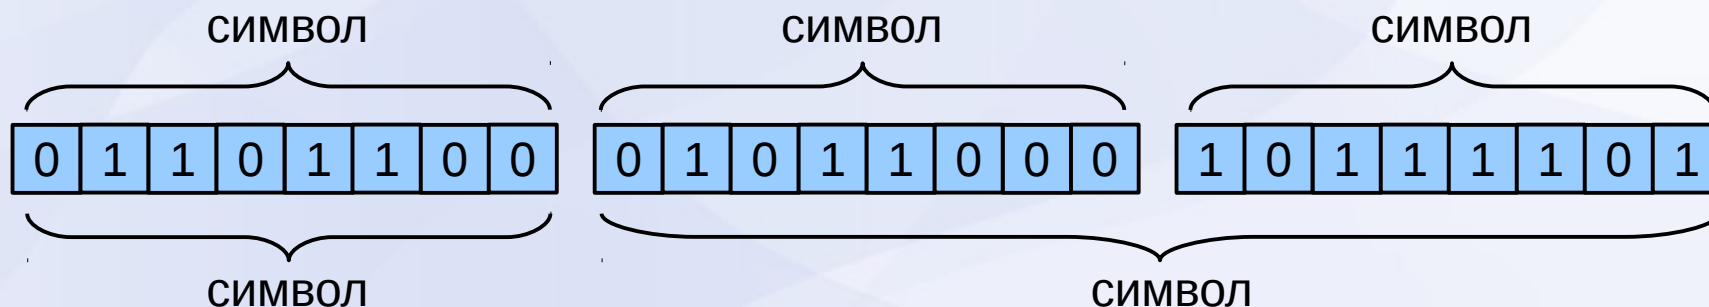 символ символ символ
0 1 1 0 1 1 0 0 0 1 0 1 1 0 0 0 1 0 1 1 1 1 0 1
символ символ